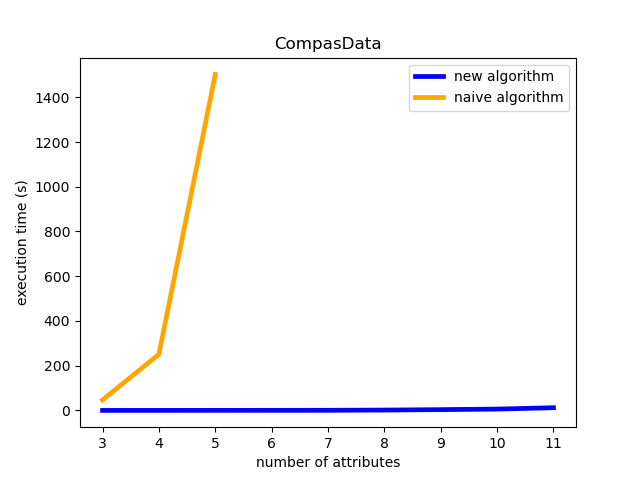 CompasData
new algorithm
naive algorithm
execution time (s)
1400
1200
1000
800
600
400
200
0
3 4 5 6 7 8 9 10 11
number of attributes